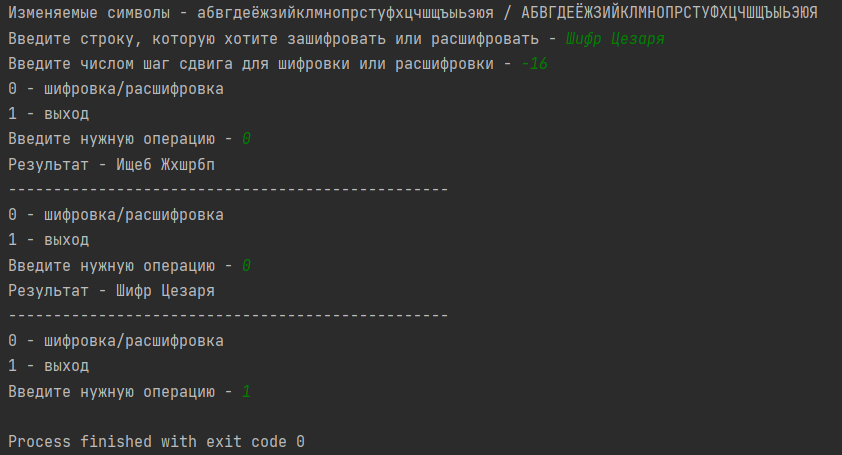 Изменяемые символы - абвгдеёжзийклмнопрстуфхцчшщъыьэюя / АБВГДЕЁЖЗИЙКЛМНОПРСТУФХЦЧШЩЪЫЬЭЮЯ
Введите строку, которую хотите зашифровать или расшифровать - Шифр Цезаря
Введите числом шаг сдвига для шифровки или расшифровки - -16
0 - шифровка/расшифровка
1 - выход
Введите нужную операцию - 0
Результат - Ищеб Жхшрбп
-------------------------------------------------
0 - шифровка/расшифровка
1 - выход
Введите нужную операцию - 0
Результат - Шифр Цезаря
-------------------------------------------------
0 - шифровка/расшифровка
1 - выход
Введите нужную операцию - 1
Process finished with exit code 0